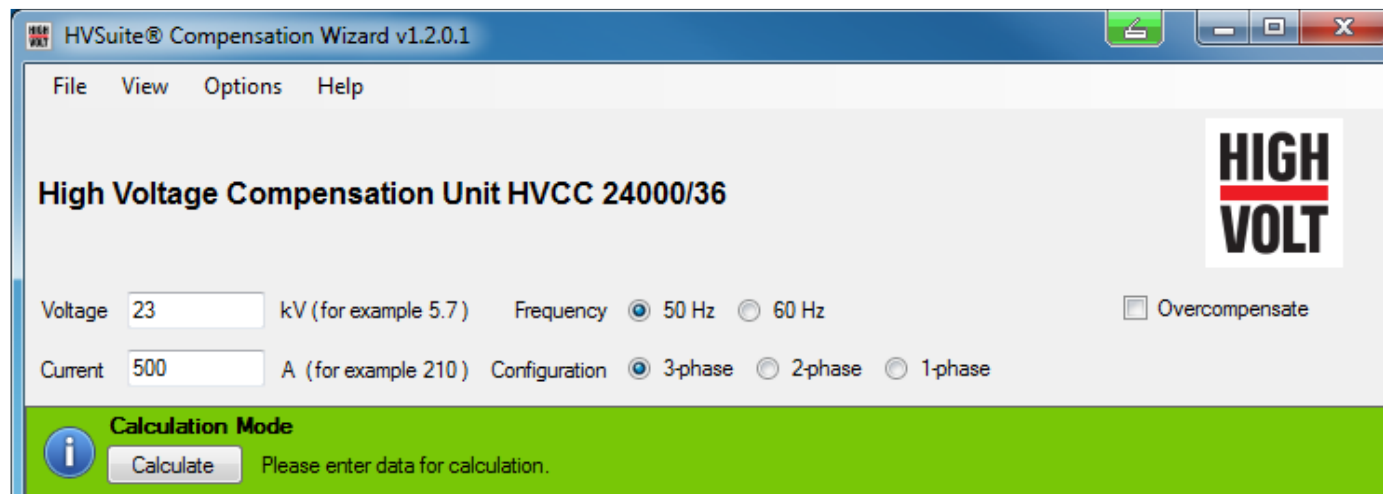 HIGH VOLT HVSuite® Compensation Wizard v1.2.0.1
File View Options Help
High Voltage Compensation Unit HVCC 24000/36
HIGH
VOLT
Voltage 23 kV (for example 5.7 ) Frequency 50 Hz 60 Hz Overcompensate
Current 500 A (for example 210 ) Configuration 3-phase 2-phase 1-phase
Calculation Mode
Calculate Please enter data for calculation.